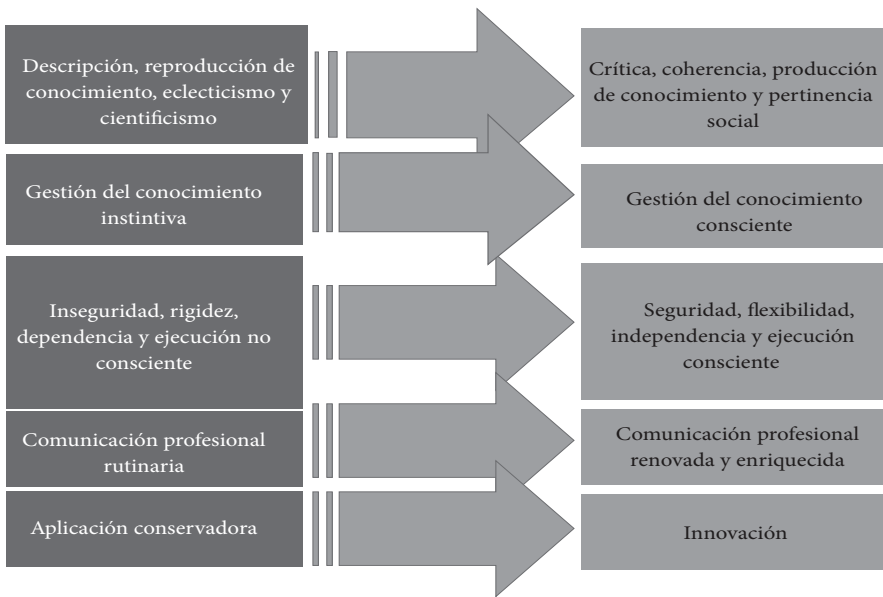 Descripción, reproducción de
conocimiento, eclecticismo y
cientificismo
Crítica, coherencia, producción
de conocimiento y pertinencia
social
Gestión del conocimiento
instintiva
Gestión del conocimiento
consciente
Inseguridad, rigidez,
dependencia y ejecución no
consciente
Seguridad, flexibilidad,
independencia y ejecución
consciente
Comunicación profesional
rutinaria
Comunicación profesional
renovada y enriquecida
Aplicación conservadora
Innovación